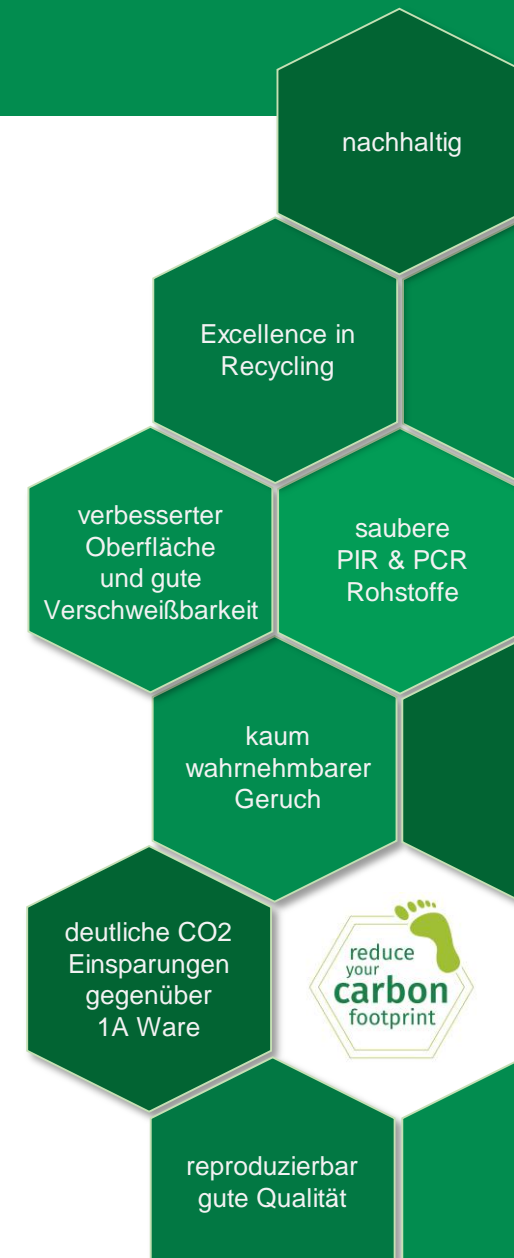 nachhaltig
Excellence in
Recycling
verbesserter
Oberfläche
und gute
Verschweißbarkeit
saubere
PIR & PCR
Rohstoffe
kaum
wahrnehmbarer
Geruch
deutliche CO2
Einsparungen
gegenüber
1A Ware
reduce
your
carbon
footprint
reproduzierbar
gute Qualität